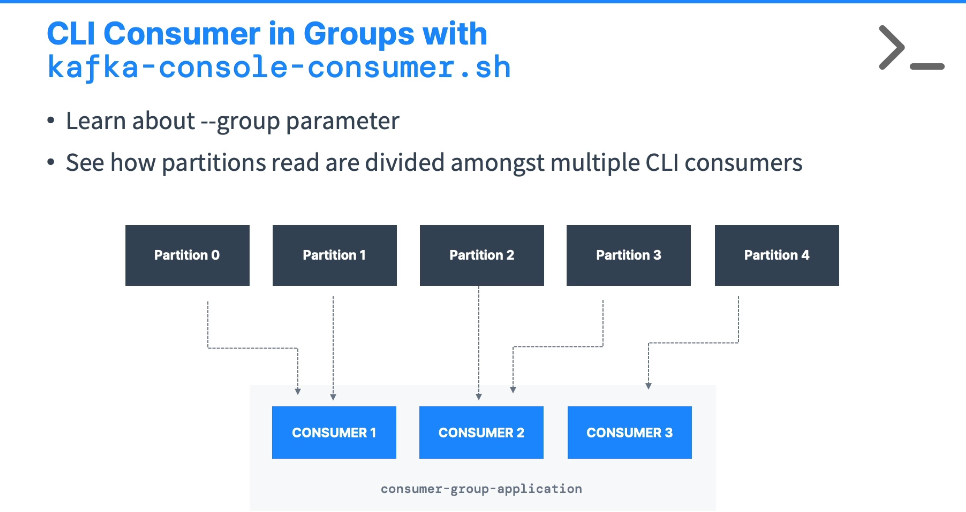 CLI Consumer in Groups with
kafka-console-consumer.sh
• Learn about --group parameter
• See how partitions read are divided amongst multiple CLI consumers
Partition 0
Partition 1
Partition 2
Partition 3
Partition 4
CONSUMER 1
CONSUMER 2
CONSUMER 3
consumer-group-application